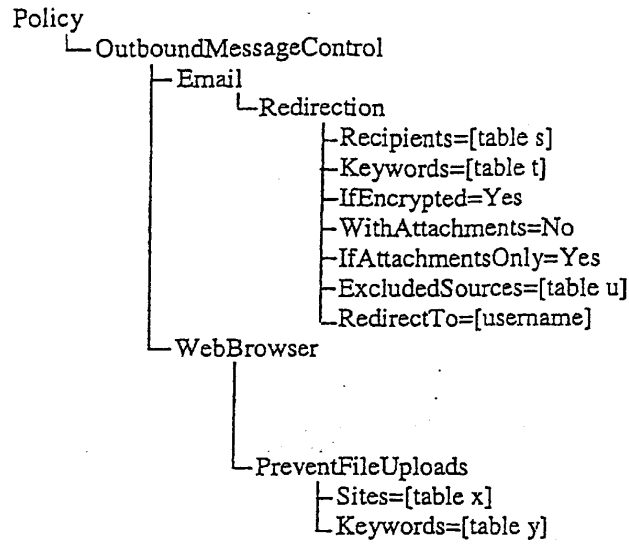 Policy
OutboundMessageControl
Email
Redirection
Recipients=[table s]
Keywords=[table t]
IfEncrypted=Yes
WithAttachments=No
IfAttachmentsOnly=Yes
ExcludedSources=[table u]
RedirectTo=[username]
WebBrowser
PreventFileUploads
Sites=[table x]
Keywords=[table y]